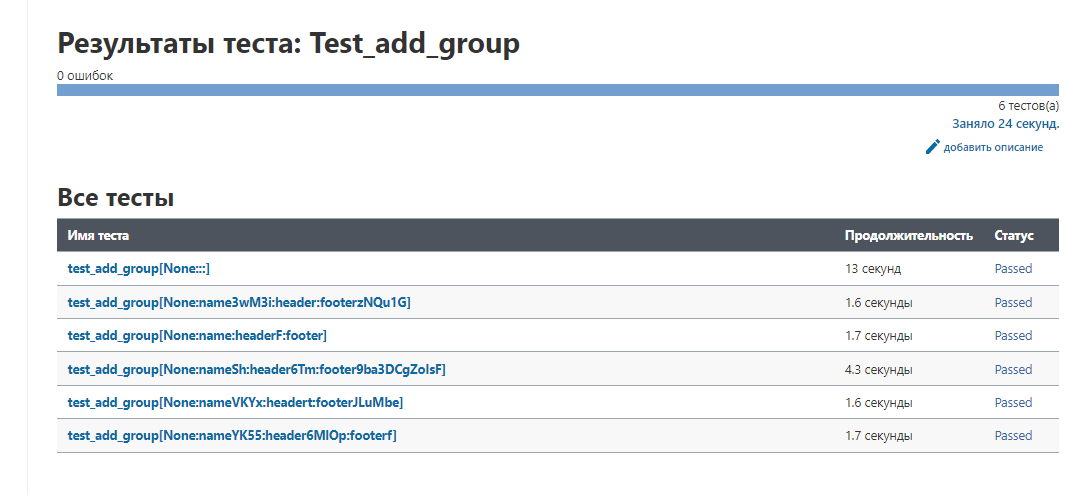 Результаты теста: Test_add_group
0 ошибок
6 тестов(а)
Заняло 24 секунд.
добавить описание
Все тесты
Имя теста Продолжительность Статус
test_add_group[None:::] 13 секунд Passed
test_add_group[None:name3wM3i:header:footerzNQu1G] 1.6 секунды Passed
test_add_group[None:name:headerF:footer] 1.7 секунды Passed
test_add_group[None:nameSh:header6Tm:footer9ba3DCgZolsF] 4.3 секунды Passed
test_add_group[None:nameVKYx:headert:footerJLuMbe] 1.6 секунды Passed
test_add_group[None:nameYK55:header6MlOp:footerf] 1.7 секунды Passed